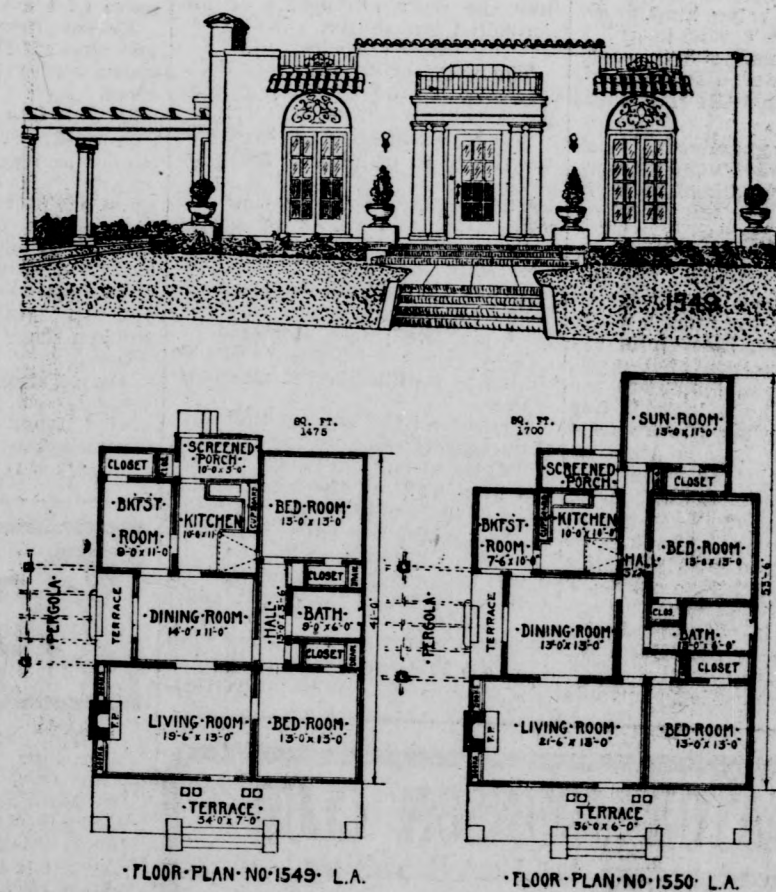 1549
SQ. FT.
1475
SCREENED
PORCH
10-0 x 5-0"
CLOSET
BKFST
ROOM
9-0 x 11-0"
KITCHEN
CUPBOARD
BED-ROOM
13-0" x 13-0"
CLOSET
PERGOLA
TERRACE
DINING-ROOM
14-0" x 11-0"
HALL
BATH
9-0" x 6-0"
CLOSET
LIVING-ROOM
19-6" x 13-0"
F.P.
BED-ROOM
13-0" x 13-0"
41-0"
TERRACE
34-0" x 7-0"
FLOOR-PLAN-NO-1549- L.A.
SQ. FT.
1700
SUN-ROOM
13-0 x 11-0"
SCREENED
PORCH
CLOSET
BKFST
ROOM
7-6 x 10-0"
KITCHEN
10-0" x 10-0"
HALL
BED-ROOM
13-0 x 13-0
53-6"
PERGOLA
TERRACE
DINING-ROOM
13-0" x 13-0"
CLOS
BATH
CLOSET
LIVING-ROOM
21-6" x 13-0"
F.P.
BED-ROOM
13-0" x 13-0"
TERRACE
36-0 x 6-0"
FLOOR-PLAN-NO-1550- L.A.